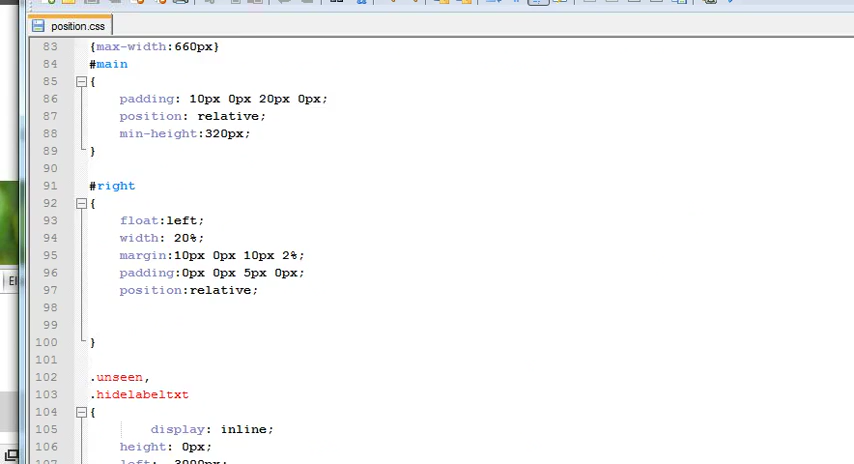 position.css
83 {max-width:660px}
84 #main
85 {
86 padding: 10px 0px 20px 0px;
87 position: relative;
88 min-height:320px;
89 }
90
91 #right
92 {
93 float:left;
94 width: 20%;
95 margin:10px 0px 10px 2%;
96 padding:0px 0px 5px 0px;
97 position:relative;
98
99
100 }
101
102 .unseen,
103 .hidelabeltxt
104 {
105 display: inline;
106 height: 0px;